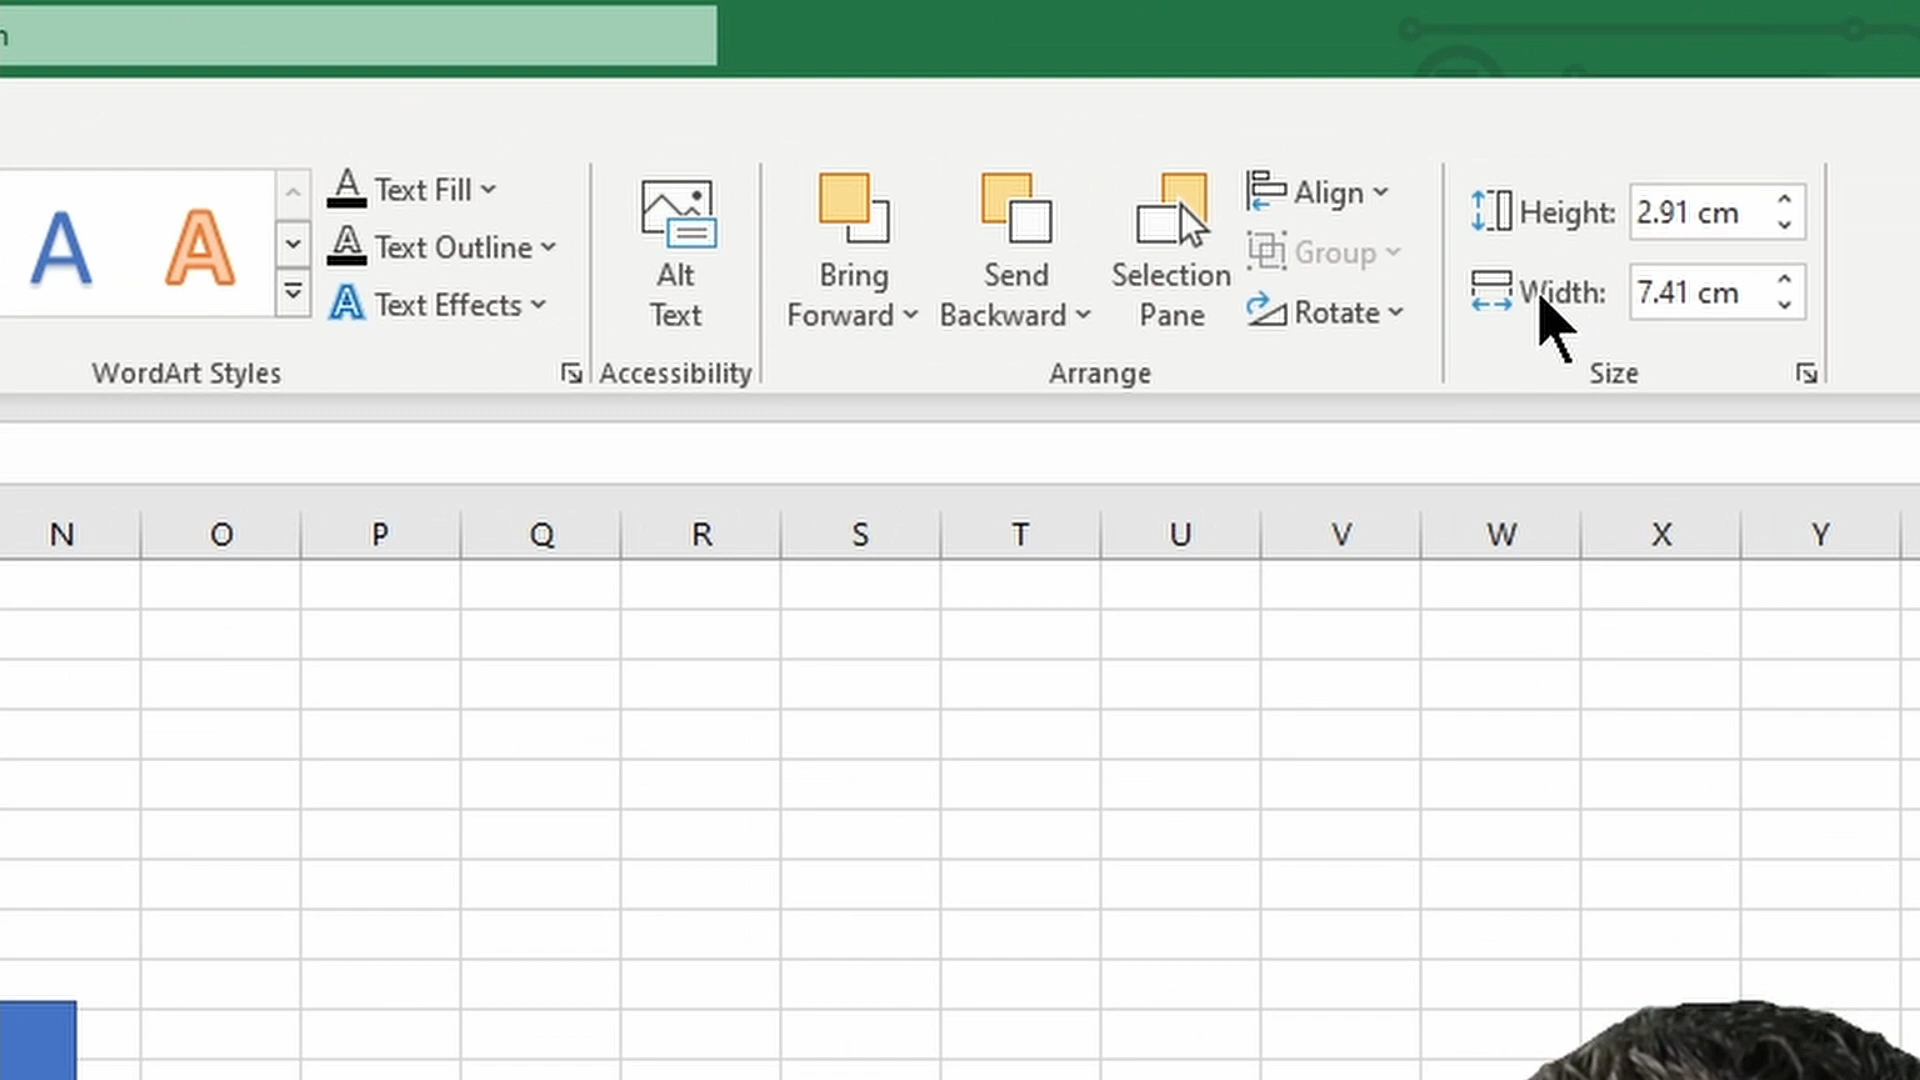 A A
Text Fill
Text Outline
Text Effects
WordArt Styles
Alt
Text
Accessibility
Bring
Forward
Send
Backward
Selection
Pane
Align
Group
Rotate
Arrange
Height: 2.91 cm
Width: 7.41 cm
Size
N O P Q R S T U V W X Y